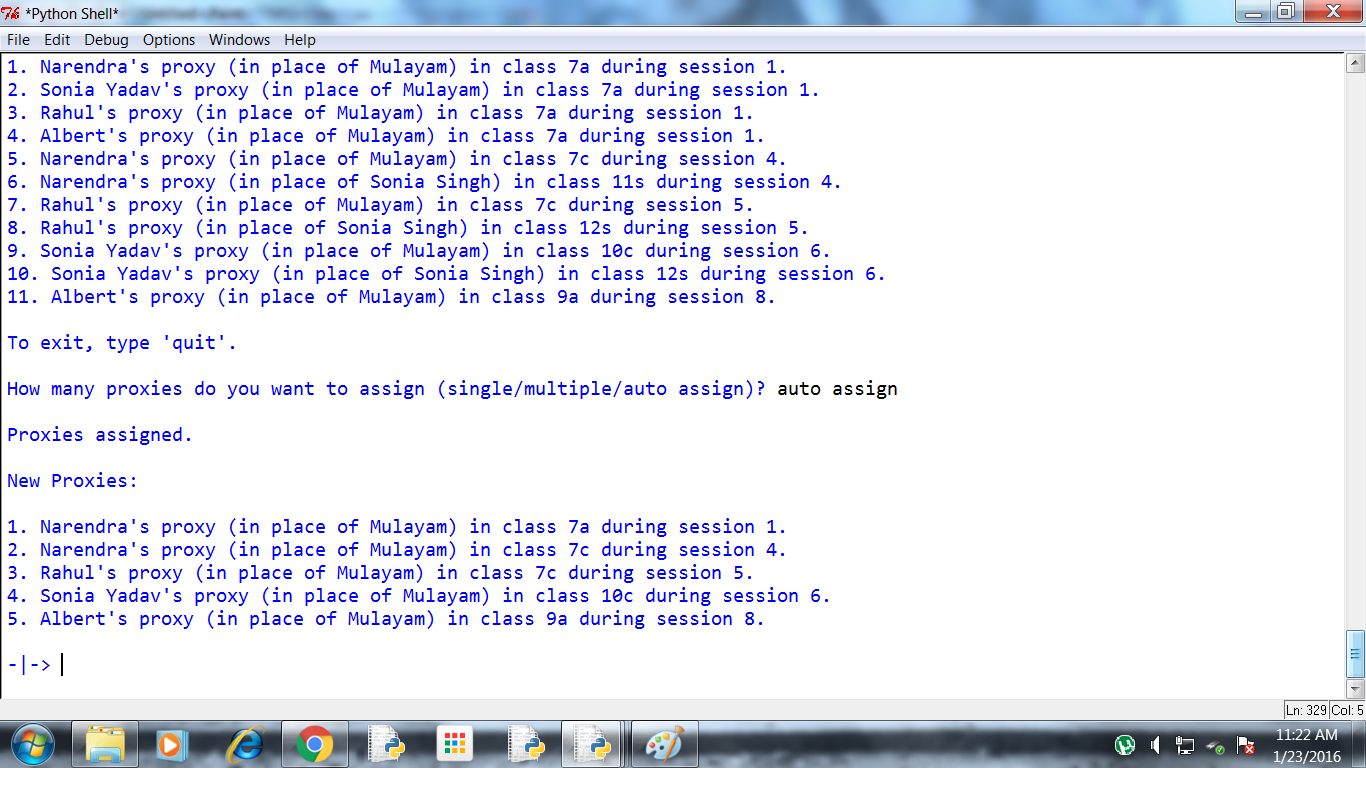 *Python Shell*
File Edit Debug Options Windows Help
1. Narendra's proxy (in place of Mulayam) in class 7a during session 1.
2. Sonia Yadav's proxy (in place of Mulayam) in class 7a during session 1.
3. Rahul's proxy (in place of Mulayam) in class 7a during session 1.
4. Albert's proxy (in place of Mulayam) in class 7a during session 1.
5. Narendra's proxy (in place of Mulayam) in class 7c during session 4.
6. Narendra's proxy (in place of Sonia Singh) in class 11s during session 4.
7. Rahul's proxy (in place of Mulayam) in class 7c during session 5.
8. Rahul's proxy (in place of Sonia Singh) in class 12s during session 5.
9. Sonia Yadav's proxy (in place of Mulayam) in class 10c during session 6.
10. Sonia Yadav's proxy (in place of Sonia Singh) in class 12s during session 6.
11. Albert's proxy (in place of Mulayam) in class 9a during session 8.
To exit, type 'quit'.
How many proxies do you want to assign (single/multiple/auto assign)? auto assign
Proxies assigned.
New Proxies:
1. Narendra's proxy (in place of Mulayam) in class 7a during session 1.
2. Narendra's proxy (in place of Mulayam) in class 7c during session 4.
3. Rahul's proxy (in place of Mulayam) in class 7c during session 5.
4. Sonia Yadav's proxy (in place of Mulayam) in class 10c during session 6.
5. Albert's proxy (in place of Mulayam) in class 9a during session 8.
-|->
Ln: 329 Col: 5
11:22 AM
1/23/2016